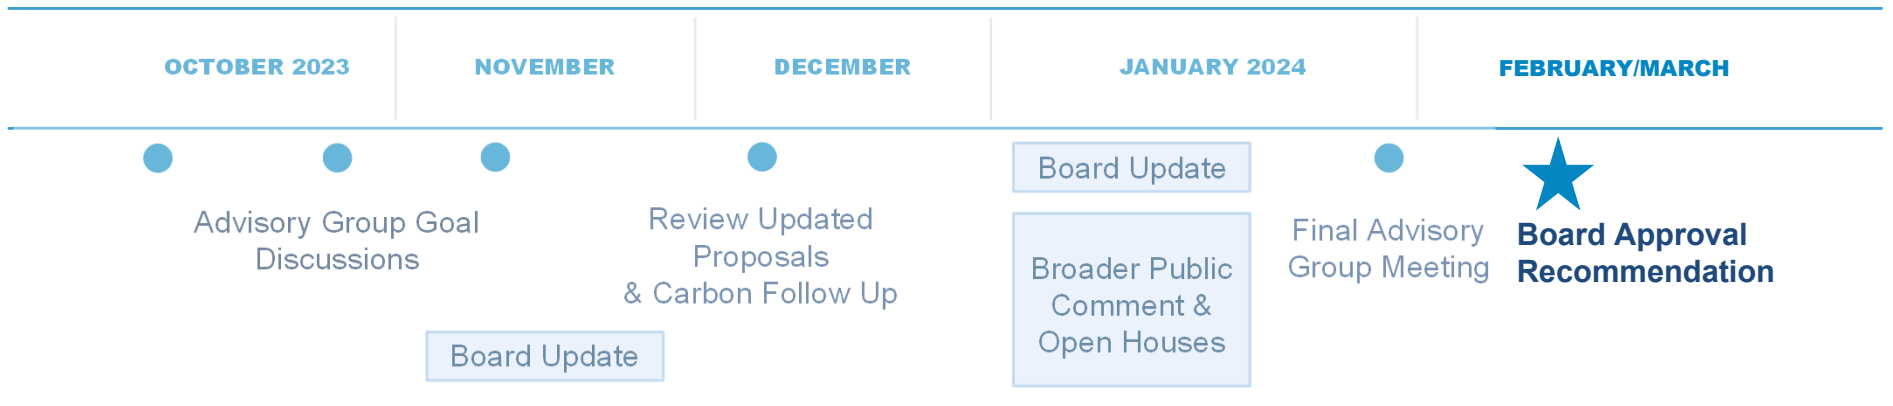 OCTOBER 2023
NOVEMBER
DECEMBER
JANUARY 2024
FEBRUARY/MARCH
Advisory Group Goal
Discussions
Board Update
Review Updated
Proposals
& Carbon Follow Up
Board Update
Broader Public
Comment &
Open Houses
Final Advisory
Group Meeting
Board Approval
Recommendation